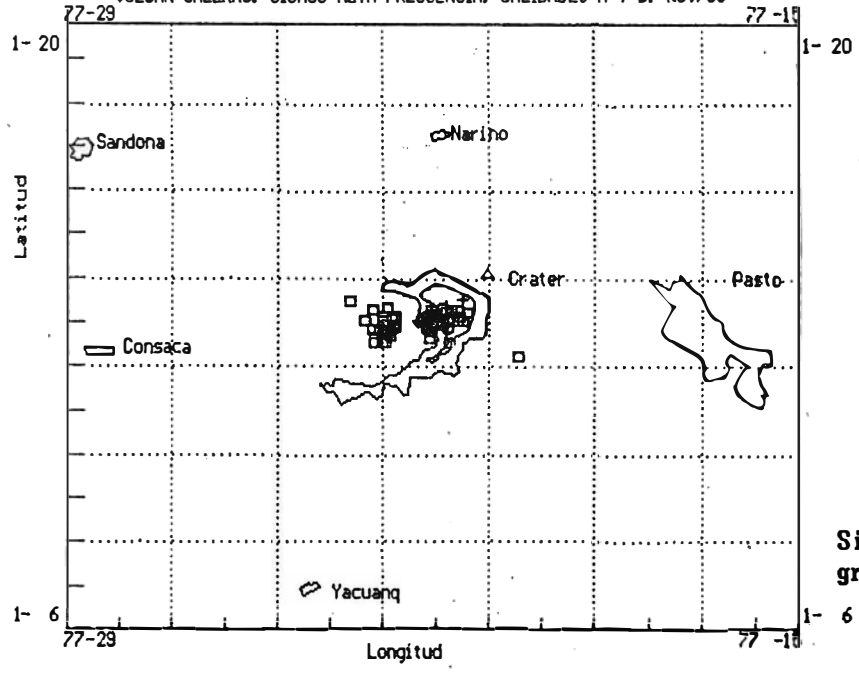 77-29 77 -15
1- 20 1- 20
Narino
Sandona
Latitud
Crater Pasto
Consaca
Si
gr
Yacuanq
1- 6 1- 6
77-29 77 -15
Longitud